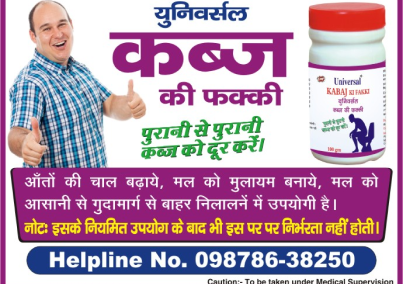 युनिवर्सल
कब्ज
की फक्की
पुरानी से पुरानी
कब्ज को दूर करें।
Universal
KABAJ KI FAKKI
युनिवर्सल
कब्ज की फक्की
पुरानी से पुरानी
कब्ज को दूर करें।
100 gm
आँतों की चाल बढ़ाये, मल को मुलायम बनाये, मल को
आसानी से गुदामार्ग से बाहर निलालनें में उपयोगी है।
नोटः इसके नियमित उपयोग के बाद भी इस पर पर निर्भरता नहीं होती।
Helpline No. 098786-38250
Caution:- To be taken under Medical Supervision